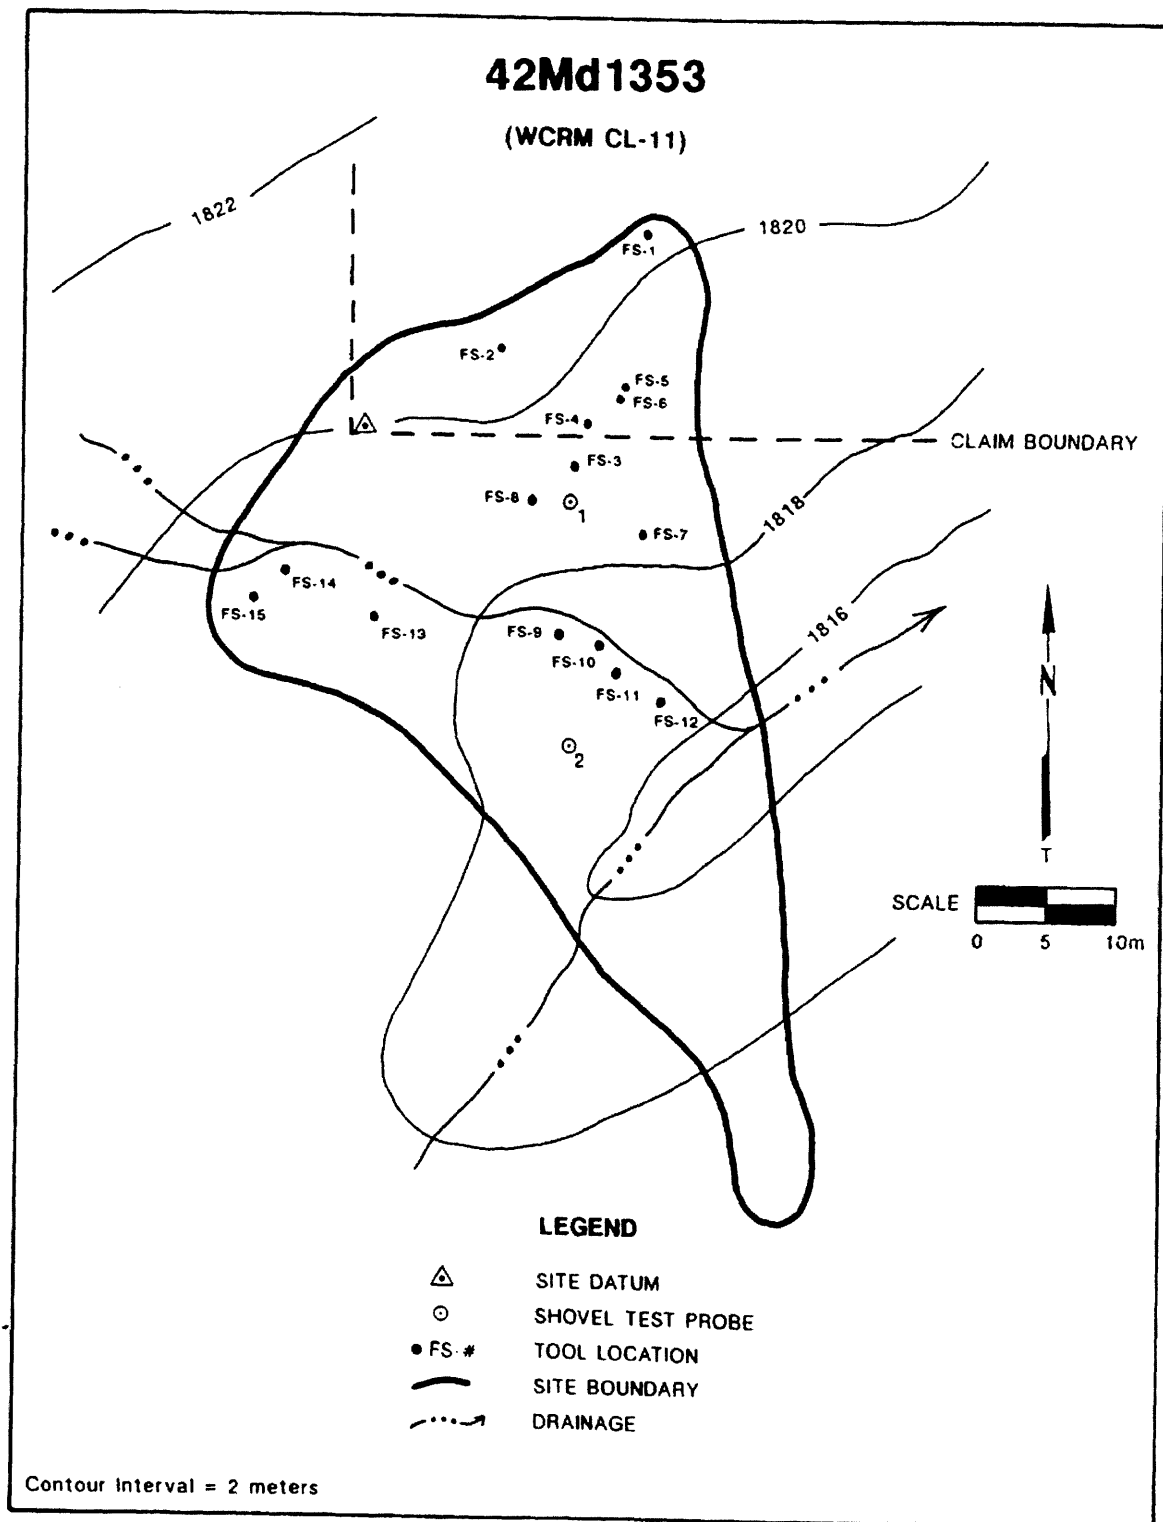 42Md1353
(WCRM CL-11)
1822
1820
FS-1
FS-2
FS-5
FS-6
FS-4
CLAIM BOUNDARY
FS-3
FS-8
1
1818
FS-7
FS-14
FS-15
FS-13
FS-9
1816
FS-10
FS-11
FS-12
N
2
T
SCALE
0 5 10m
LEGEND
SITE DATUM
SHOVEL TEST PROBE
FS-# TOOL LOCATION
SITE BOUNDARY
DRAINAGE
Contour Interval = 2 meters